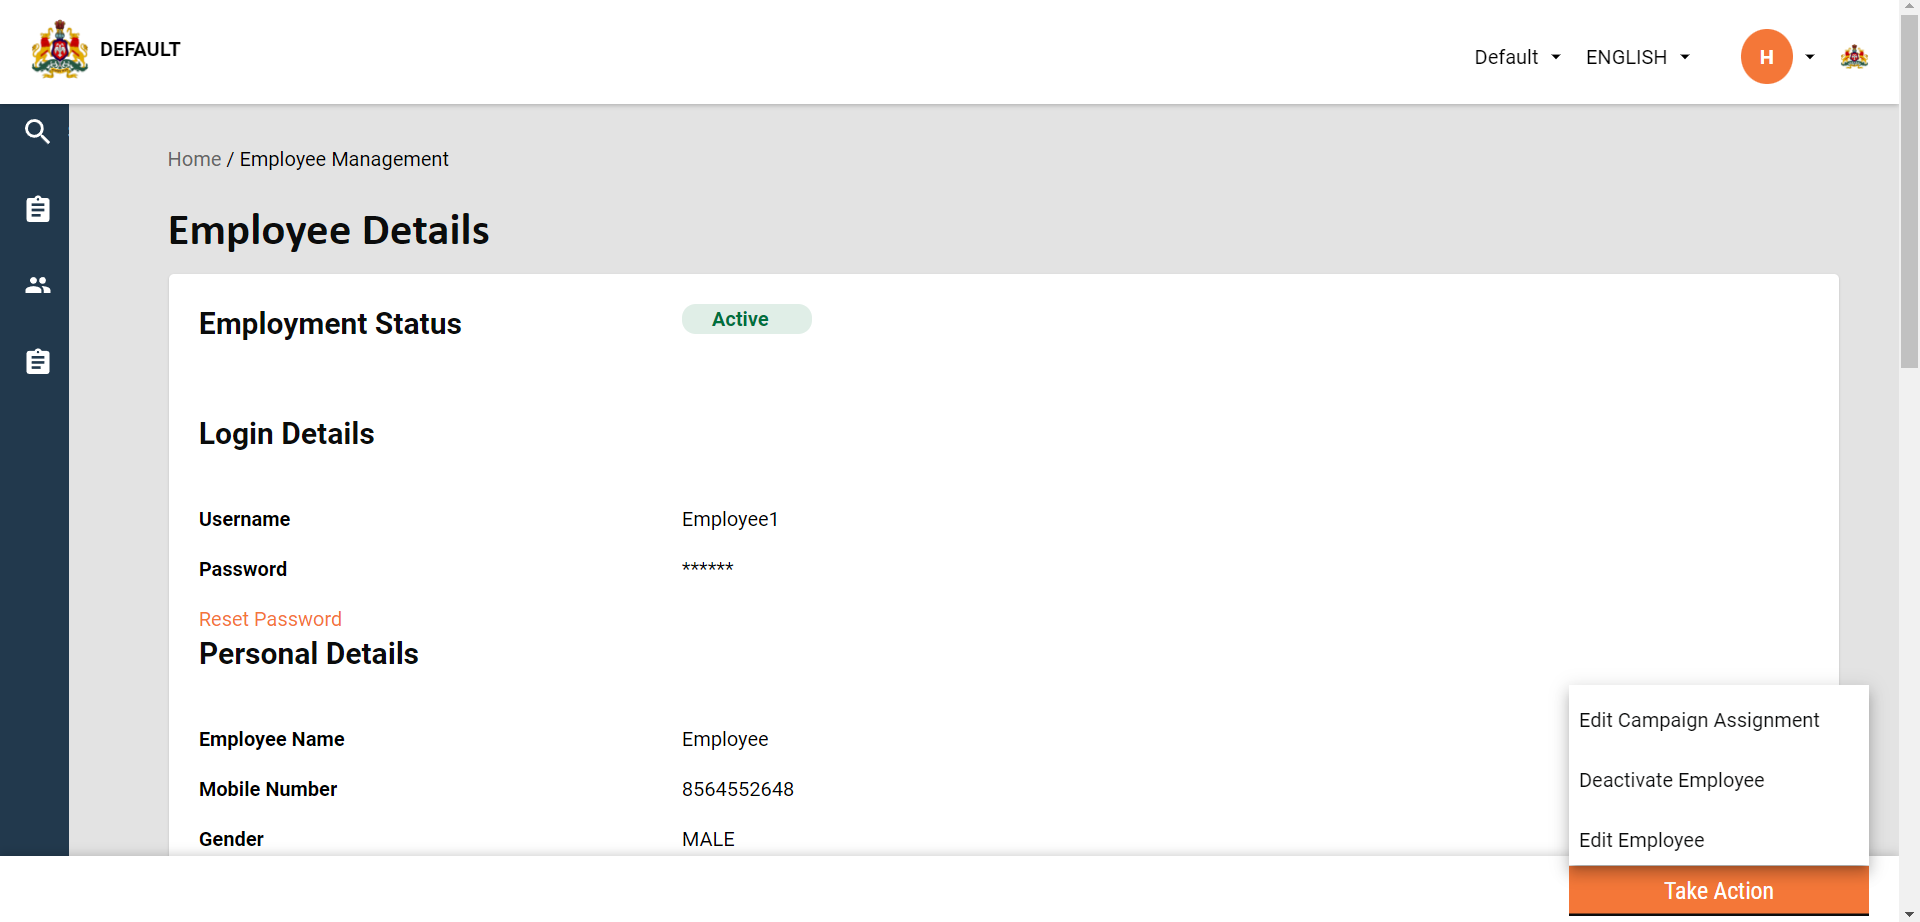 DEFAULT
Default
ENGLISH
H
Home / Employee Management
Employee Details
Employment Status
Active
Login Details
Username
Employee1
Password
******
Reset Password
Personal Details
Employee Name
Employee
Mobile Number
8564552648
Gender
MALE
Edit Campaign Assignment
Deactivate Employee
Edit Employee
Take Action